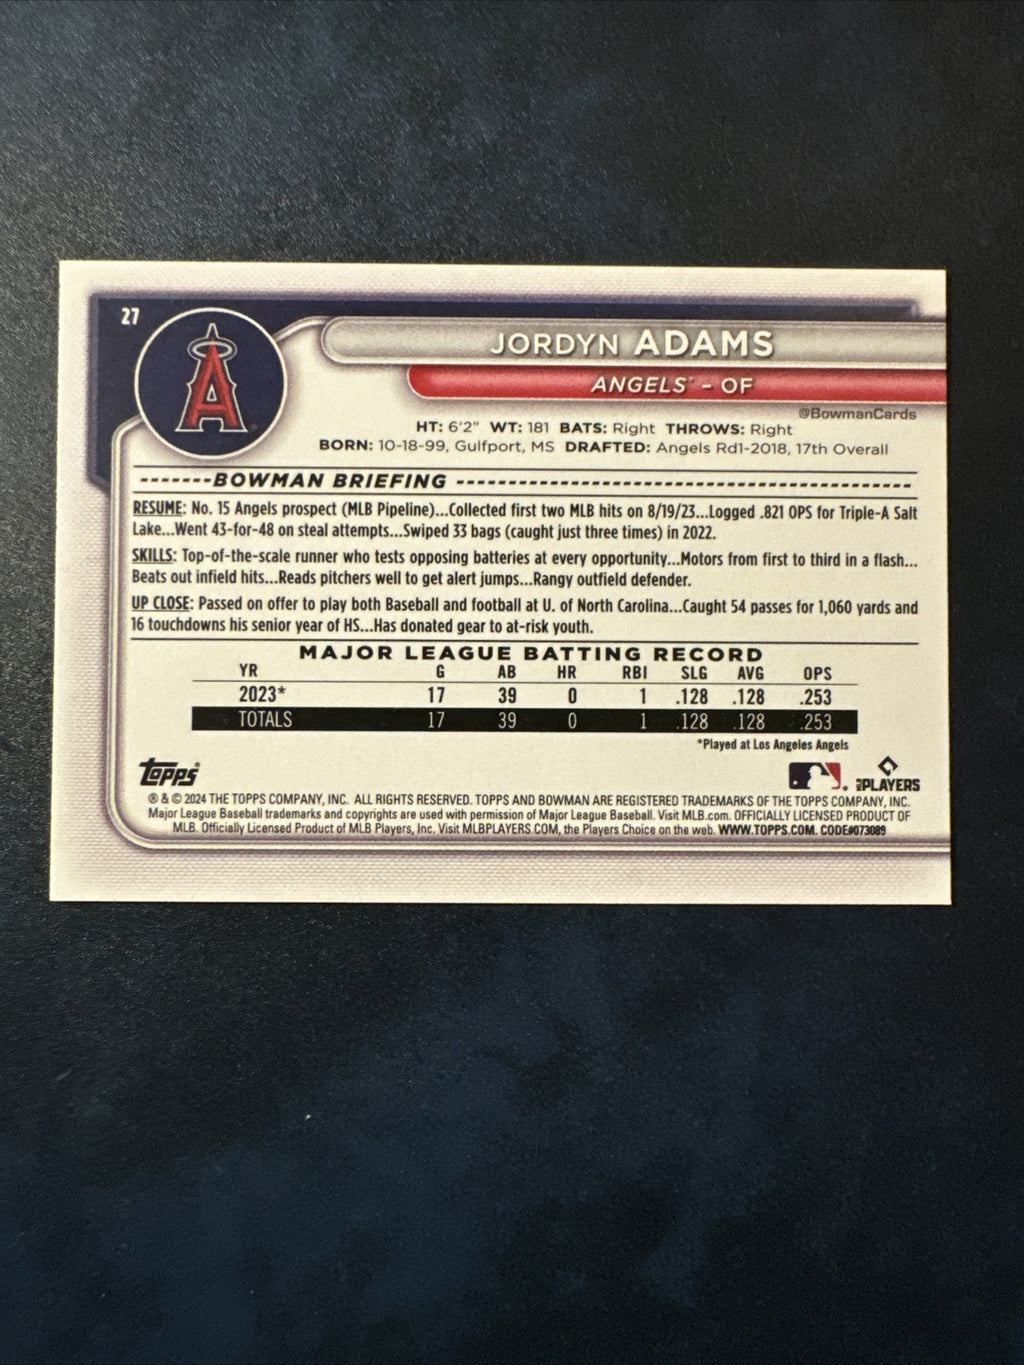 27
JORDYN ADAMS
ANGELS - OF
@BowmanCards
HT: 6'2" WT: 181 BATS: Right THROWS: Right
BORN: 10-18-99, Gulfport, MS DRAFTED: Angels Rd1-2018, 17th Overall
-------BOWMAN BRIEFING ------------------------------------------
RESUME: No. 15 Angels prospect (MLB Pipeline)...Collected first two MLB hits on 8/19/23...Logged .821 OPS for Triple-A Salt
Lake...Went 43-for-48 on steal attempts...Swiped 33 bags (caught just three times) in 2022.
SKILLS: Top-of-the-scale runner who tests opposing batteries at every opportunity...Motors from first to third in a flash...
Beats out infield hits...Reads pitchers well to get alert jumps...Rangy outfield defender.
UP CLOSE: Passed on offer to play both Baseball and football at U. of North Carolina...Caught 54 passes for 1,060 yards and
16 touchdowns his senior year of HS...Has donated gear to at-risk youth.
MAJOR LEAGUE BATTING RECORD
YR G AB HR RBI SLG AVG OPS
2023* 17 39 0 1 .128 .128 .253
TOTALS 17 39 0 1 .128 .128 .253
*Played at Los Angeles Angels
Topps
PLAYERS
® & © 2024 THE TOPPS COMPANY, INC. ALL RIGHTS RESERVED. TOPPS AND BOWMAN ARE REGISTERED TRADEMARKS OF THE TOPPS COMPANY, INC.
Major League Baseball trademarks and copyrights are used with permission of Major League Baseball. Visit MLB.com. OFFICIALLY LICENSED PRODUCT OF
MLB. Officially Licensed Product of MLB Players, Inc. Visit MLBPLAYERS.COM, the Players Choice on the web. WWW.TOPPS.COM. CODE#073089